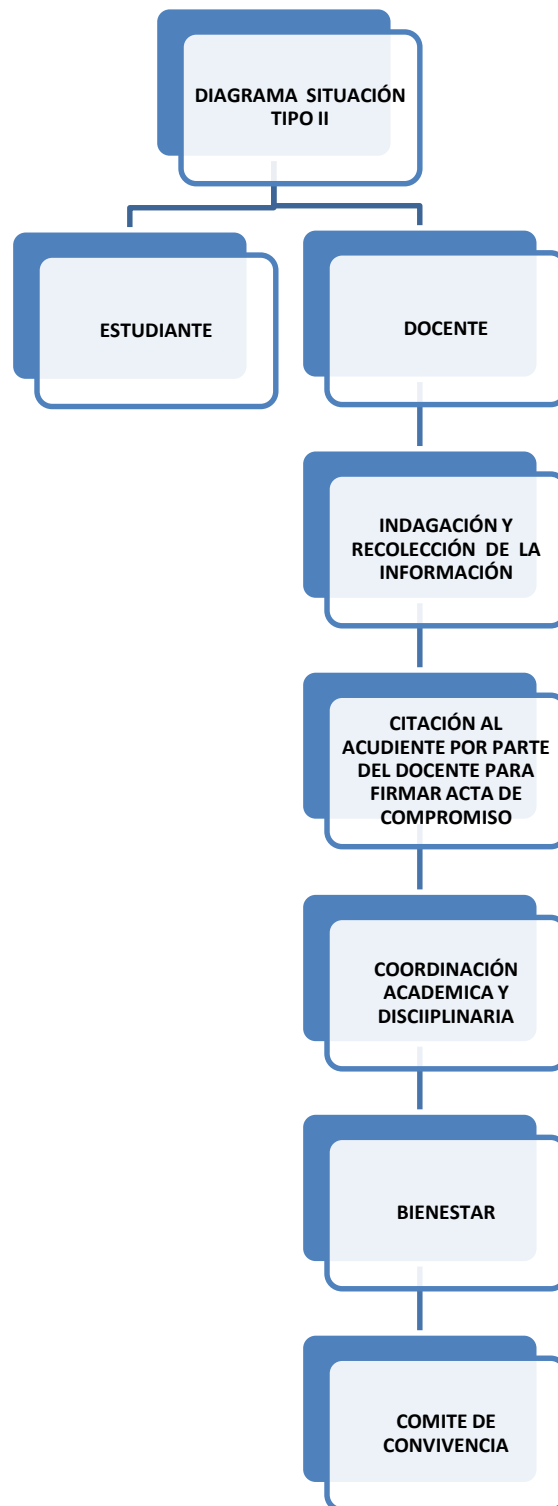 DIAGRAMA SITUACIÓN
TIPO II
ESTUDIANTE
DOCENTE
INDAGACIÓN Y
RECOLECCIÓN DE LA
INFORMACIÓN
CITACIÓN AL
ACUDIENTE POR PARTE
DEL DOCENTE PARA
FIRMAR ACTA DE
COMPROMISO
COORDINACIÓN
ACADEMICA Y
DISCIIPLINARIA
BIENESTAR
COMITE DE
CONVIVENCIA